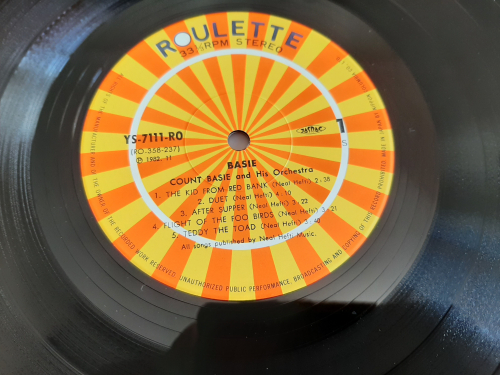 ROULETTE
33⅓RPM STEREO
YS-7111-RO
(RO-358-237)
Ⓟ 1982. 11
1
S
BASIE
COUNT BASIE and His Orchestra
1. THE KID FROM RED BANK (Neal Hefti) 2:38
2. DUET (Neal Hefti) 4:10
3. AFTER SUPPER (Neal Hefti) 3:22
4. FLIGHT OF THE FOO BIRDS (Neal Hefti) 3:21
5. TEDDY THE TOAD (Neal Hefti) 3:
All songs published by Neal Hefti Music.
OF THE RECORDED WORK RESERVED. UNAUTHORIZED PUBLIC PERFORMANCE, BROADCASTING AND COPYING OF THIS RECORD PROHIBITED